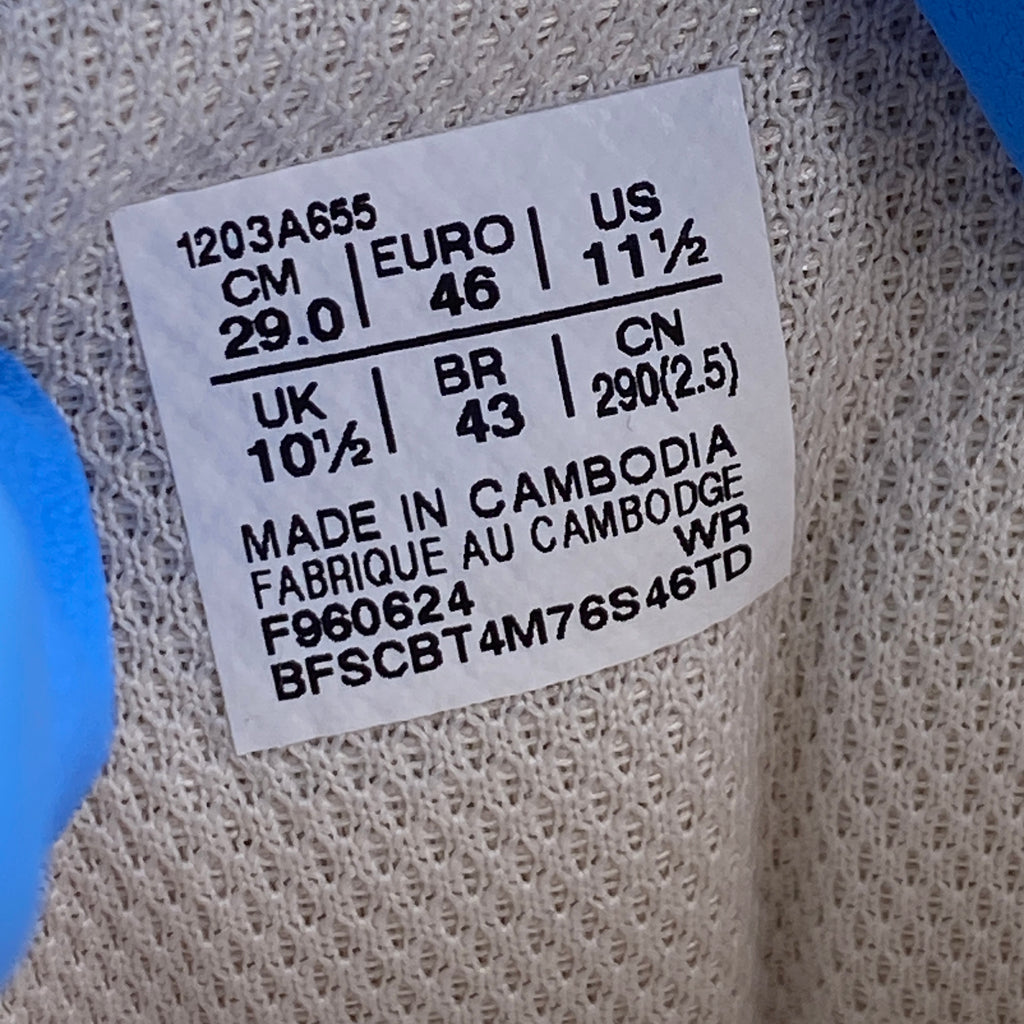 1203A655
CM | EURO | US
29.0 | 46 | 11½
UK | BR | CN
10½ | 43 | 290(2.5)
MADE IN CAMBODIA
FABRIQUE AU CAMBODGE
F960624 WR
BFSCBT4M76S46TD